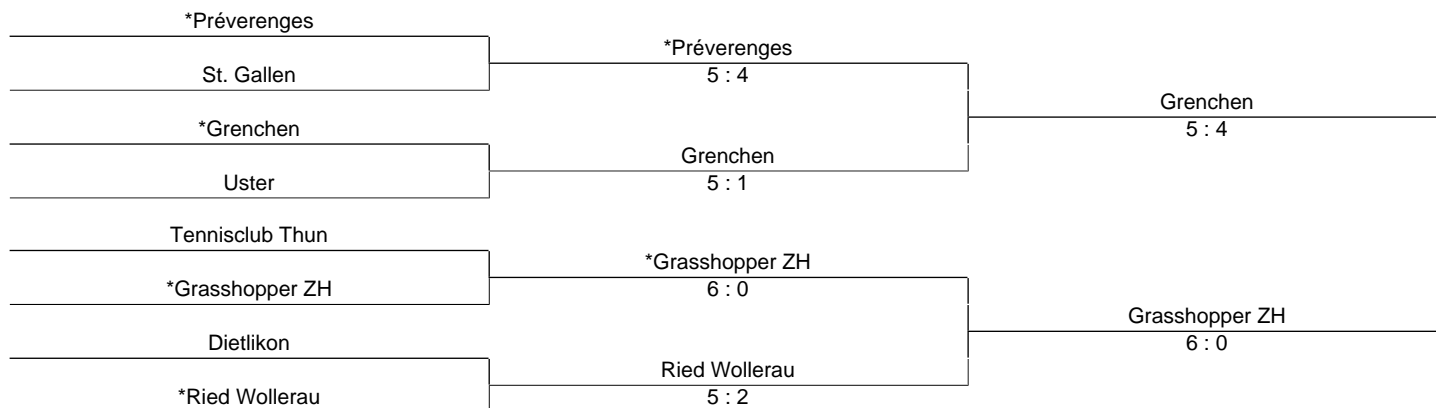 *Préverenges
St. Gallen
*Grenchen
Uster
Tennisclub Thun
*Grasshopper ZH
Dietlikon
*Ried Wollerau
*Préverenges
5 : 4
Grenchen
5 : 1
*Grasshopper ZH
6 : 0
Ried Wollerau
5 : 2
Grenchen
5 : 4
Grasshopper ZH
6 : 0